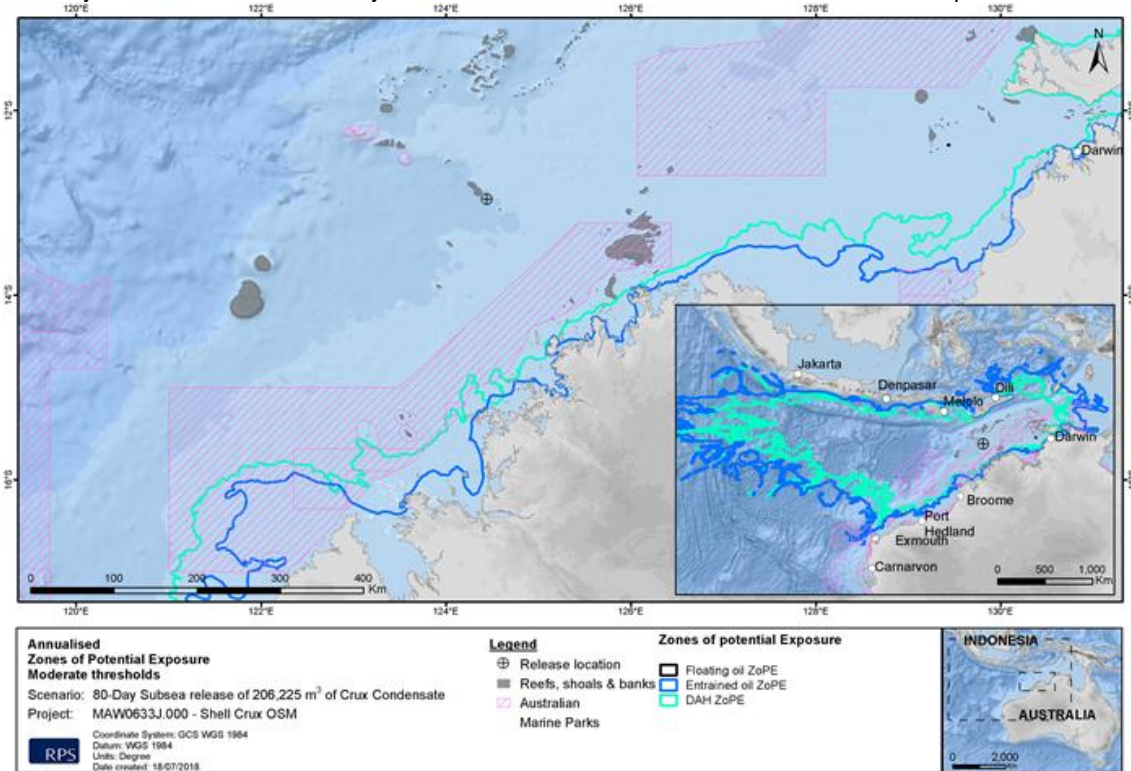 120°E 122°E 124°E 126°E 128°E 130°E
N
12°S
Darwin
14°S
16°S
Jakarta
Denpasar
Melolo
Dili
Darwin
Broome
Port
Hedland
Exmouth
Carnarvon
0 500 1,000
Km
0 100 200 300 400
Km
120°E 122°E 124°E 126°E 128°E 130°E
Annualised
Zones of Potential Exposure
Moderate thresholds
Scenario: 80-Day Subsea release of 206,225 m³ of Crux Condensate
Project: MAW0633J.000 - Shell Crux OSM
RPS
Coordinate System: GCS WGS 1984
Datum: WGS 1984
Units: Degree
Date created: 18/07/2018
Legend
Release location
Reefs, shoals & banks
Australian
Marine Parks
Zones of potential Exposure
Floating oil ZoPE
Entrained oil ZoPE
DAH ZoPE
INDONESIA
AUSTRALIA
0 2,000
Km